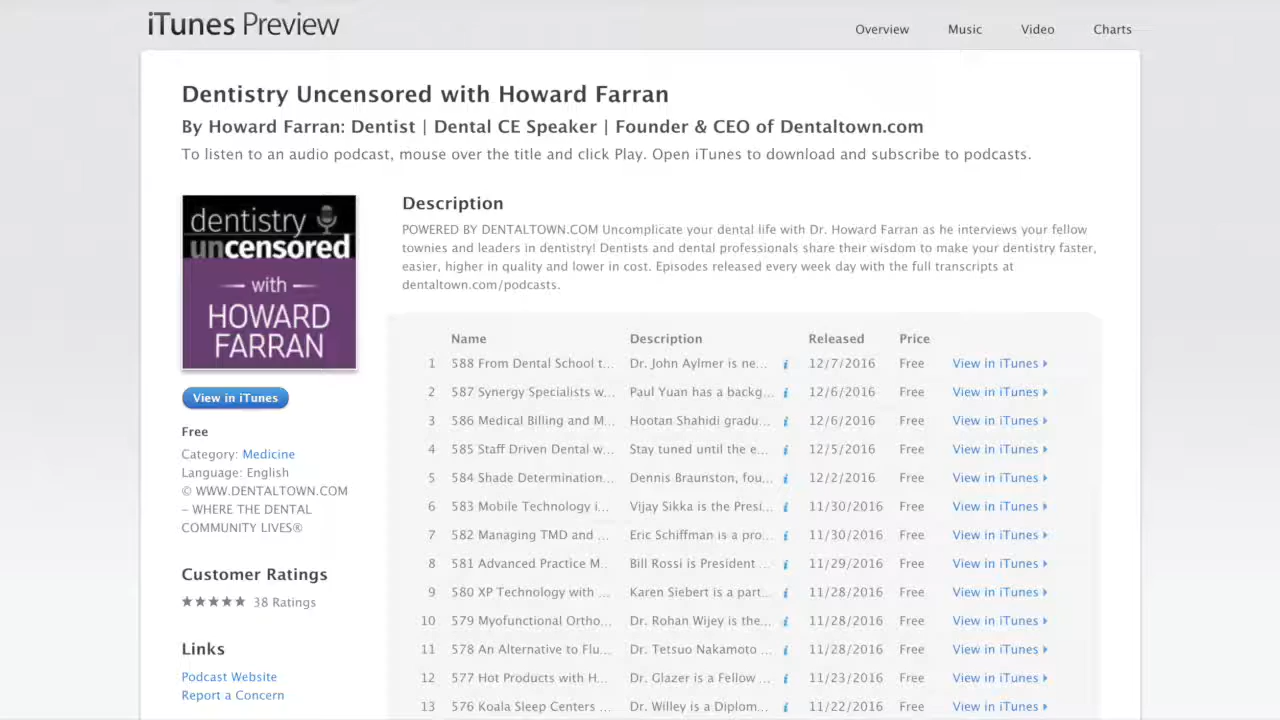 iTunes Preview
Overview Music Video Charts
Dentistry Uncensored with Howard Farran
By Howard Farran: Dentist | Dental CE Speaker | Founder & CEO of Dentaltown.com
To listen to an audio podcast, mouse over the title and click Play. Open iTunes to download and subscribe to podcasts.
dentistry
uncensored
with
HOWARD
FARRAN
View in iTunes
Free
Category: Medicine
Language: English
© WWW.DENTALTOWN.COM
– WHERE THE DENTAL
COMMUNITY LIVES®
Customer Ratings
★★★★★ 38 Ratings
Links
Podcast Website
Report a Concern
Description
POWERED BY DENTALTOWN.COM Uncomplicate your dental life with Dr. Howard Farran as he interviews your fellow
townies and leaders in dentistry! Dentists and dental professionals share their wisdom to make your dentistry faster,
easier, higher in quality and lower in cost. Episodes released every week day with the full transcripts at
dentaltown.com/podcasts.
Name Description Released Price
1 588 From Dental School t... Dr. John Aylmer is ne... i 12/7/2016 Free View in iTunes
2 587 Synergy Specialists w... Paul Yuan has a backg... i 12/6/2016 Free View in iTunes
3 586 Medical Billing and M... Hootan Shahidi gradu... i 12/6/2016 Free View in iTunes
4 585 Staff Driven Dental w... Stay tuned until the e... i 12/5/2016 Free View in iTunes
5 584 Shade Determination... Dennis Braunston, fou... i 12/2/2016 Free View in iTunes
6 583 Mobile Technology i... Vijay Sikka is the Presi... i 11/30/2016 Free View in iTunes
7 582 Managing TMD and ... Eric Schiffman is a pro... i 11/30/2016 Free View in iTunes
8 581 Advanced Practice M... Bill Rossi is President ... i 11/29/2016 Free View in iTunes
9 580 XP Technology with ... Karen Siebert is a part... i 11/28/2016 Free View in iTunes
10 579 Myofunctional Ortho... Dr. Rohan Wijey is the... i 11/28/2016 Free View in iTunes
11 578 An Alternative to Flu... Dr. Tetsuo Nakamoto ... i 11/28/2016 Free View in iTunes
12 577 Hot Products with H... Dr. Glazer is a Fellow ... i 11/23/2016 Free View in iTunes
13 576 Koala Sleep Centers ... Dr. Willey is a Diplom... i 11/22/2016 Free View in iTunes